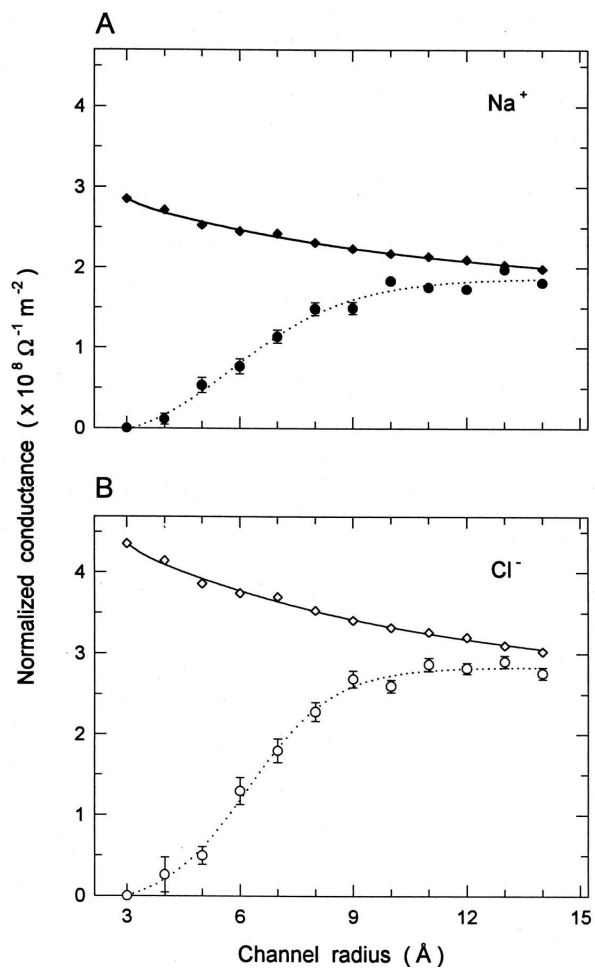 A
Na+
4
3
2
1
0
B
Cl-
4
3
2
1
0
3 6 9 12 15
Normalized conductance ( x 10^8 Ω^-1 m^-2 )
Channel radius ( Å )